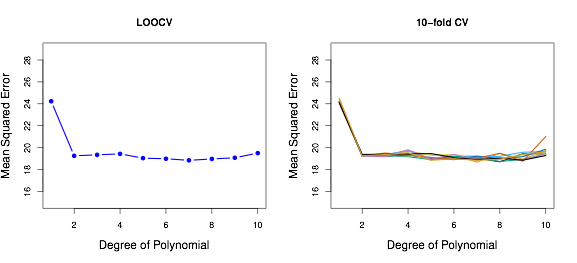 LOOCV
Mean Squared Error
28
26
24
22
20
18
16
2 4 6 8 10
Degree of Polynomial
10−fold CV
Mean Squared Error
28
26
24
22
20
18
16
2 4 6 8 10
Degree of Polynomial